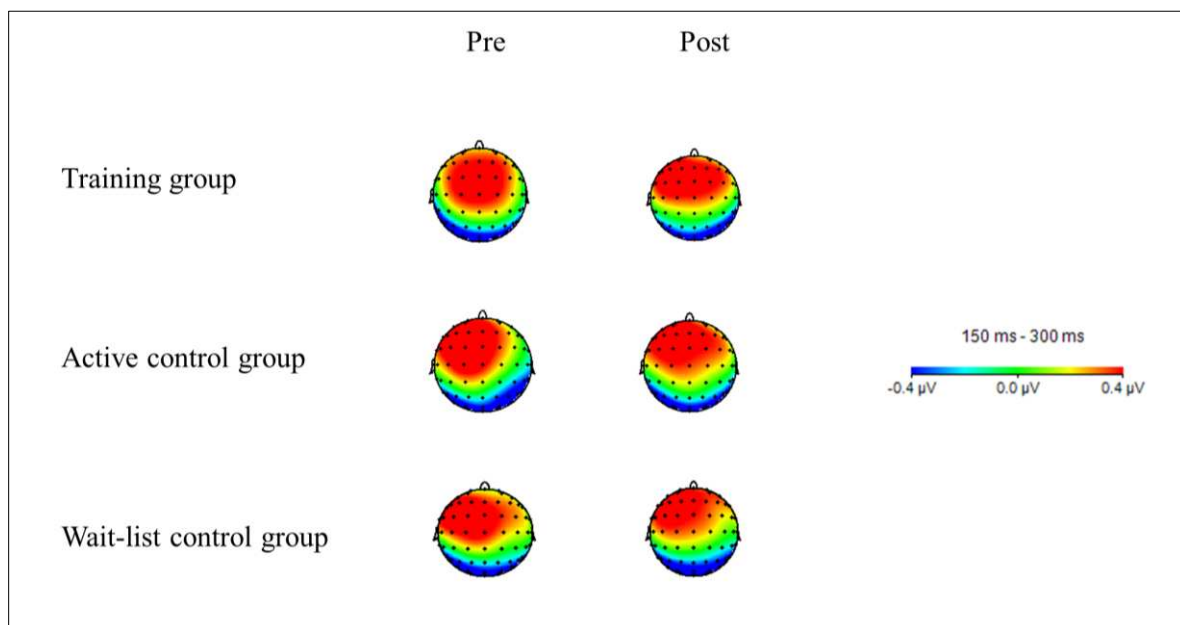 Pre Post
Training group
Active control group
150 ms - 300 ms
-0.4 µV 0.0 µV 0.4 µV
Wait-list control group